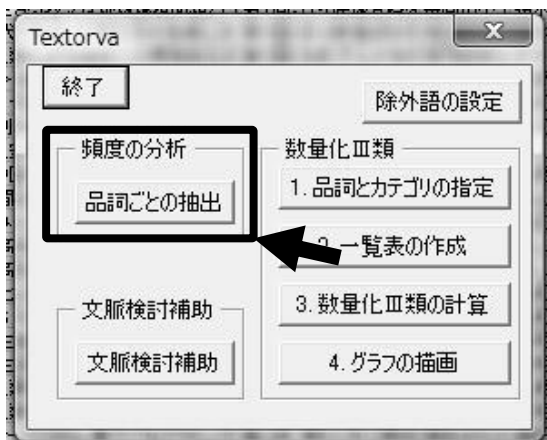 Textorva
終了
除外語の設定
頻度の分析
品詞ごとの抽出
数量化Ⅲ類
1. 品詞とカテゴリの指定
一覧表の作成
3. 数量化Ⅲ類の計算
4. グラフの描画
文脈検討補助
文脈検討補助